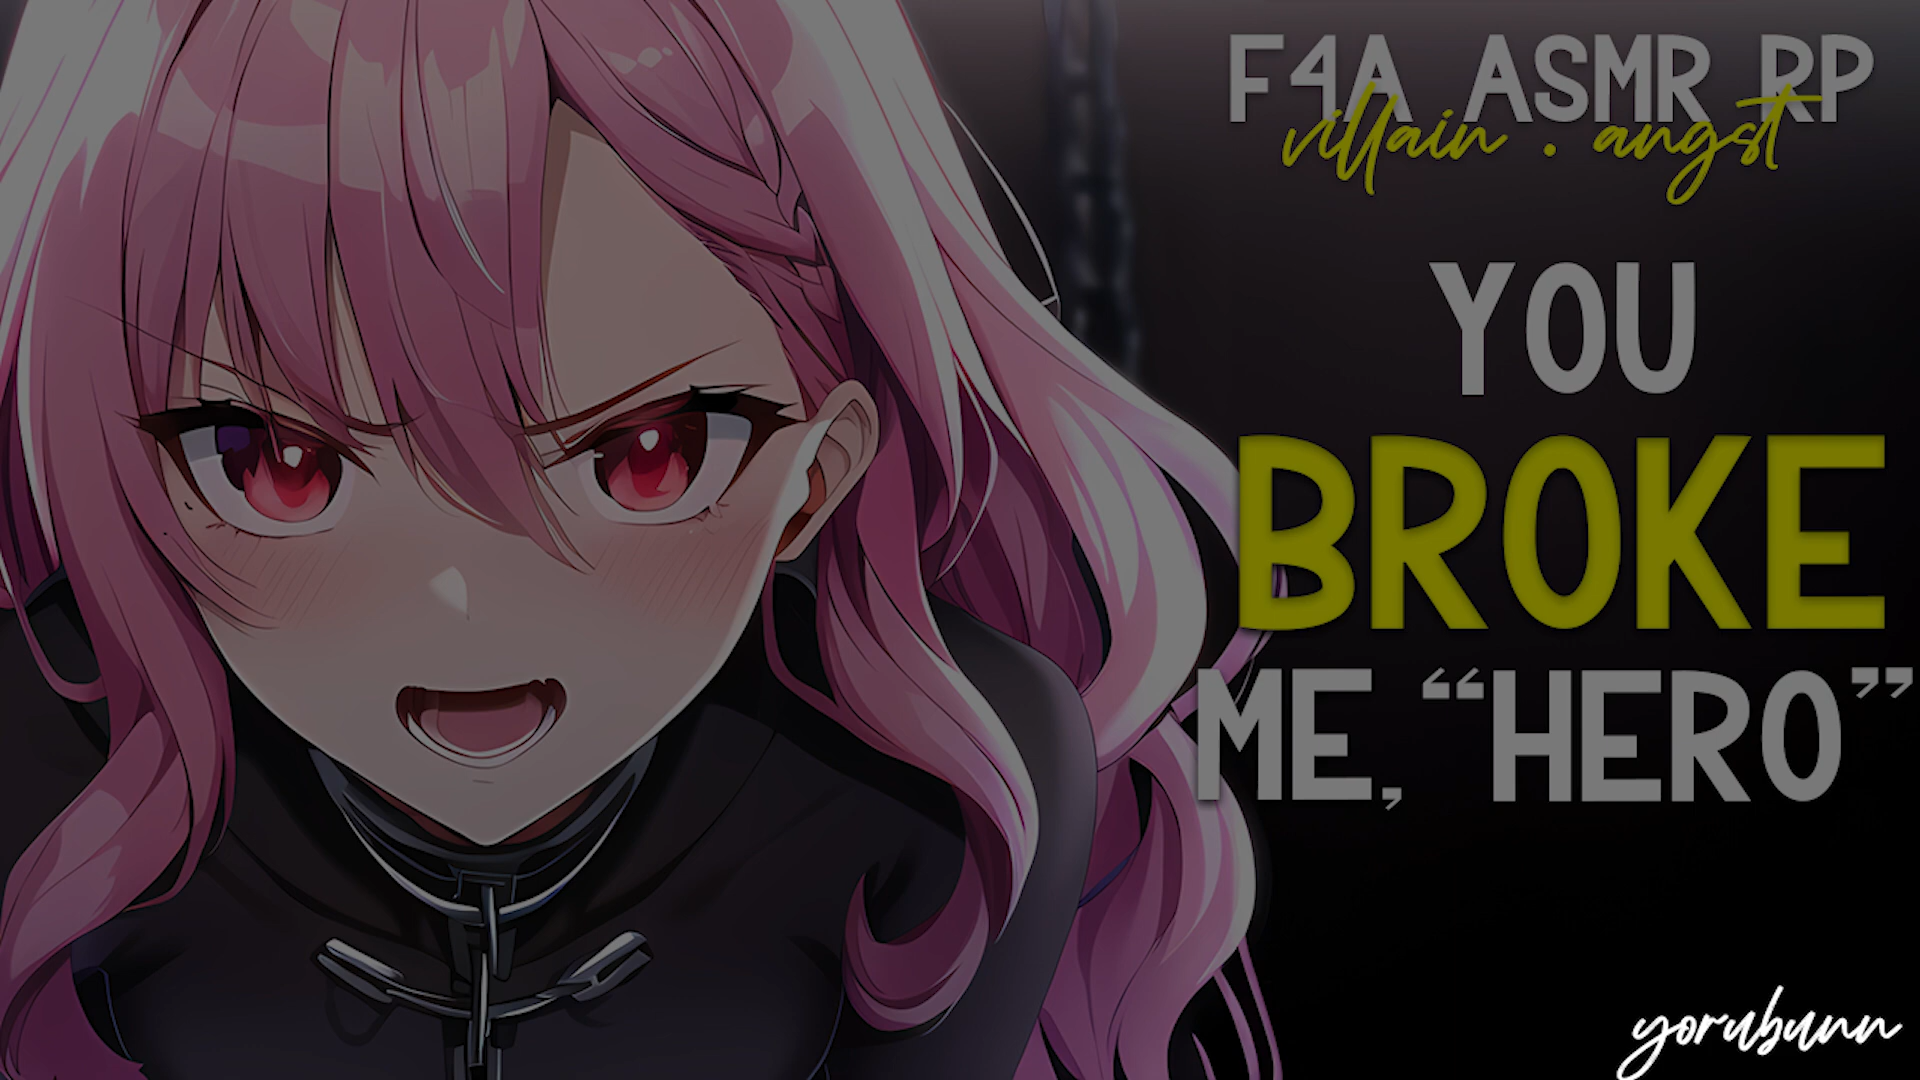 F4A ASMR RP
villain . angst
YOU
BROKE
ME, “HERO”
yorubunn